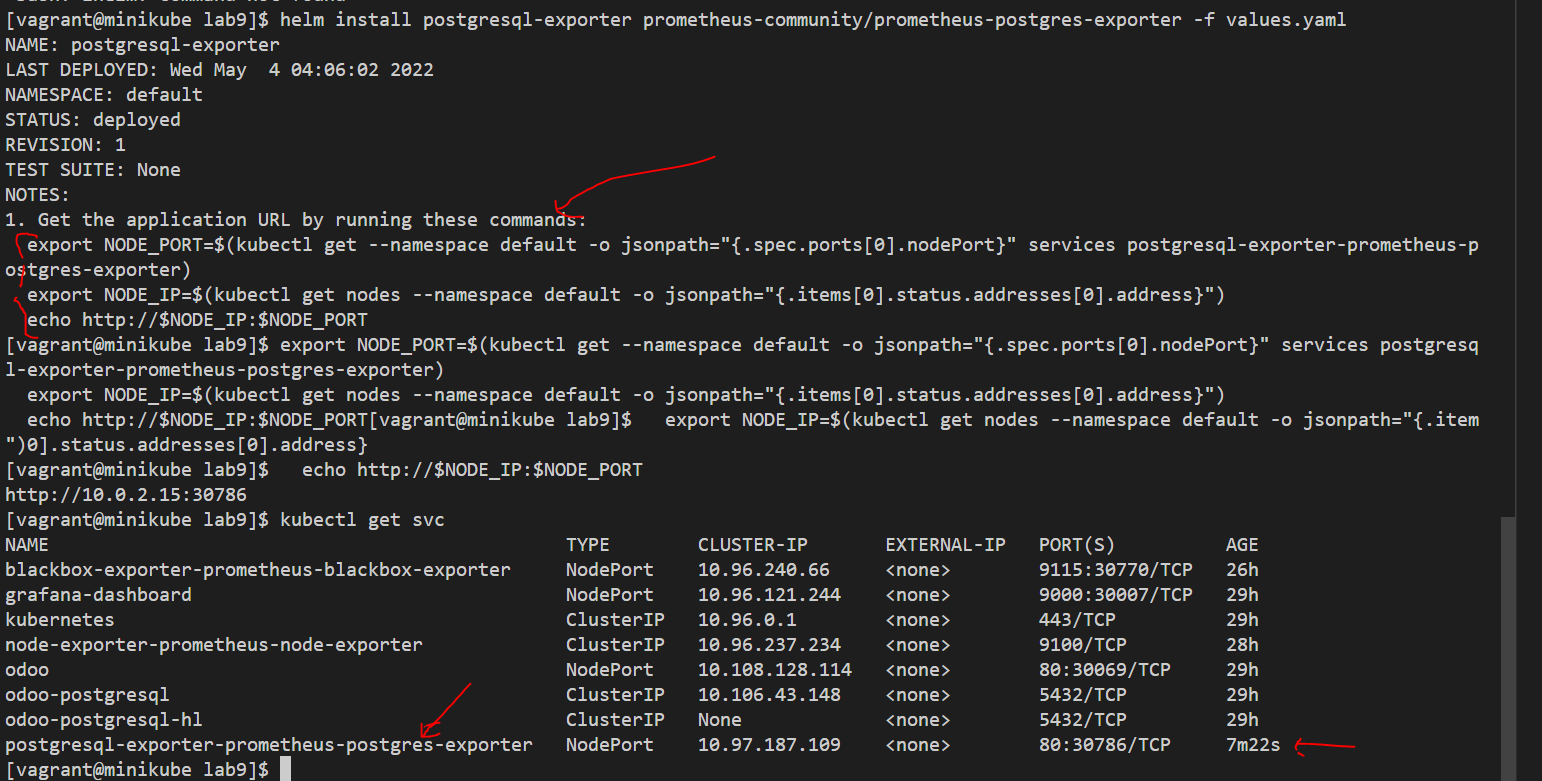 [vagrant@minikube lab9]$ helm install postgresql-exporter prometheus-community/prometheus-postgres-exporter -f values.yaml
NAME: postgresql-exporter
LAST DEPLOYED: Wed May  4 04:06:02 2022
NAMESPACE: default
STATUS: deployed
REVISION: 1
TEST SUITE: None
NOTES:
1. Get the application URL by running these commands:
  export NODE_PORT=$(kubectl get --namespace default -o jsonpath="{.spec.ports[0].nodePort}" services postgresql-exporter-prometheus-p
ostgres-exporter)
  export NODE_IP=$(kubectl get nodes --namespace default -o jsonpath="{.items[0].status.addresses[0].address}")
  echo http://$NODE_IP:$NODE_PORT
[vagrant@minikube lab9]$ export NODE_PORT=$(kubectl get --namespace default -o jsonpath="{.spec.ports[0].nodePort}" services postgresq
l-exporter-prometheus-postgres-exporter)
  export NODE_IP=$(kubectl get nodes --namespace default -o jsonpath="{.items[0].status.addresses[0].address}")
  echo http://$NODE_IP:$NODE_PORT[vagrant@minikube lab9]$   export NODE_IP=$(kubectl get nodes --namespace default -o jsonpath="{.item
")0].status.addresses[0].address}
[vagrant@minikube lab9]$   echo http://$NODE_IP:$NODE_PORT
http://10.0.2.15:30786
[vagrant@minikube lab9]$ kubectl get svc
NAME                                              TYPE        CLUSTER-IP       EXTERNAL-IP   PORT(S)          AGE
blackbox-exporter-prometheus-blackbox-exporter    NodePort    10.96.240.66     <none>        9115:30770/TCP   26h
grafana-dashboard                                 NodePort    10.96.121.244    <none>        9000:30007/TCP   29h
kubernetes                                        ClusterIP   10.96.0.1        <none>        443/TCP          29h
node-exporter-prometheus-node-exporter            ClusterIP   10.96.237.234    <none>        9100/TCP         28h
odoo                                              NodePort    10.108.128.114   <none>        80:30069/TCP     29h
odoo-postgresql                                   ClusterIP   10.106.43.148    <none>        5432/TCP         29h
odoo-postgresql-hl                                ClusterIP   None             <none>        5432/TCP         29h
postgresql-exporter-prometheus-postgres-exporter   NodePort    10.97.187.109    <none>        80:30786/TCP     7m22s
[vagrant@minikube lab9]$